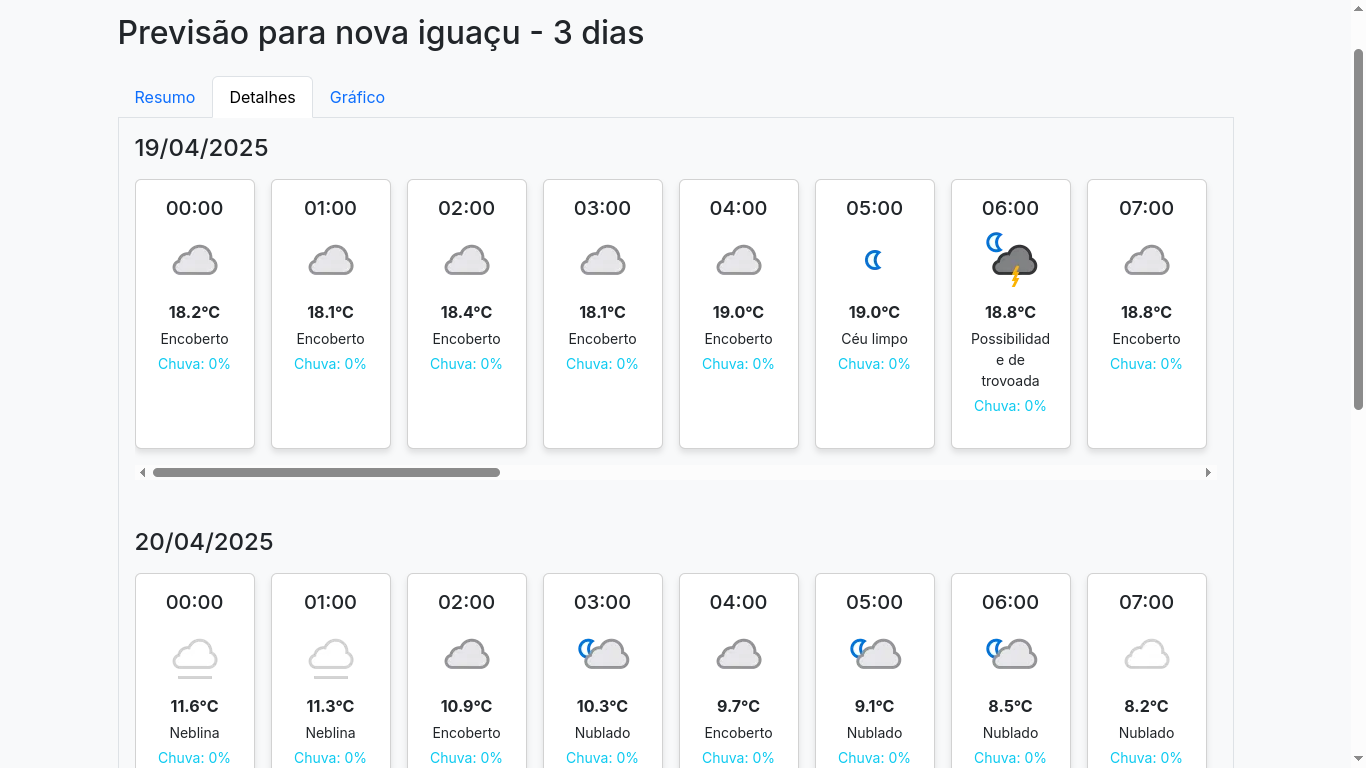 Previsão para nova iguaçu - 3 dias
Resumo Detalhes Gráfico
19/04/2025
00:00 01:00 02:00 03:00 04:00 05:00 06:00 07:00
18.2°C 18.1°C 18.4°C 18.1°C 19.0°C 19.0°C 18.8°C 18.8°C
Encoberto Encoberto Encoberto Encoberto Encoberto Céu limpo Possibilidad Encoberto
e de
trovoada
Chuva: 0% Chuva: 0% Chuva: 0% Chuva: 0% Chuva: 0% Chuva: 0% Chuva: 0% Chuva: 0%
20/04/2025
00:00 01:00 02:00 03:00 04:00 05:00 06:00 07:00
11.6°C 11.3°C 10.9°C 10.3°C 9.7°C 9.1°C 8.5°C 8.2°C
Neblina Neblina Encoberto Nublado Encoberto Nublado Nublado Nublado
Chuva: 0% Chuva: 0% Chuva: 0% Chuva: 0% Chuva: 0% Chuva: 0% Chuva: 0% Chuva: 0%